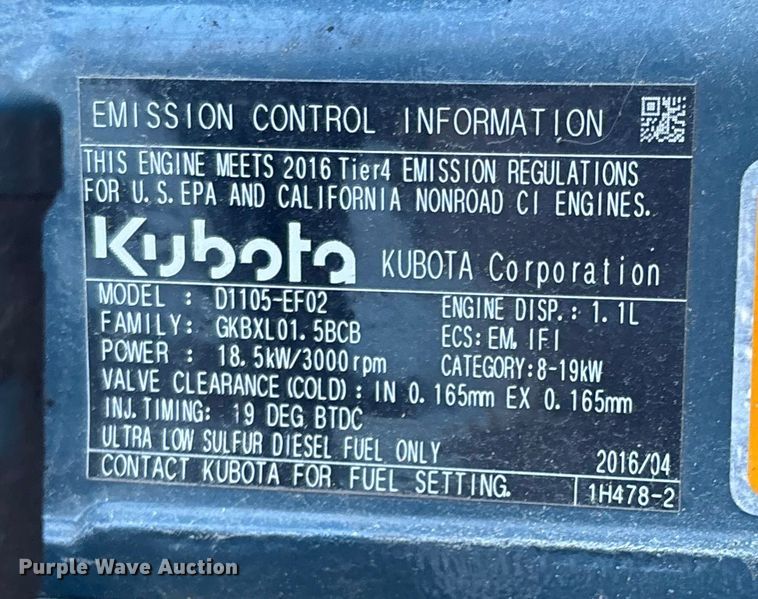 EMISSION CONTROL INFORMATION
THIS ENGINE MEETS 2016 Tier4 EMISSION REGULATIONS
FOR U.S.EPA AND CALIFORNIA NONROAD CI ENGINES.
Kubota KUBOTA Corporation
MODEL : D1105-EF02 ENGINE DISP.: 1.1L
FAMILY: GKBXL01.5BCB ECS:EM,IFI
POWER : 18.5kW/3000rpm CATEGORY:8-19kW
VALVE CLEARANCE(COLD): IN 0.165mm EX 0.165mm
INJ.TIMING: 19 DEG BTDC
ULTRA LOW SULFUR DIESEL FUEL ONLY 2016/04
CONTACT KUBOTA FOR FUEL SETTING. 1H478-2
Purple Wave Auction